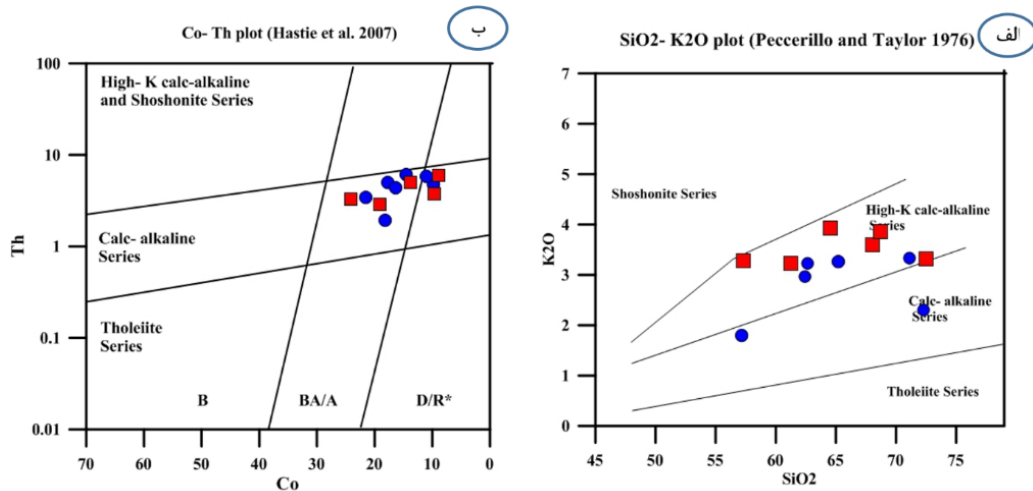 Co- Th plot (Hastie et al. 2007)
ب
100
10
1
0.1
0.01
Th
High- K calc-alkaline
and Shoshonite Series
Calc- alkaline
Series
Tholeiite
Series
B
BA/A
D/R*
70
60
50
40
30
20
10
0
Co
SiO2- K2O plot (Peccerillo and Taylor 1976)
الف
7
6
5
4
3
2
1
0
K2O
Shoshonite Series
High-K calc-alkaline
Series
Calc- alkaline
Series
Tholeiite Series
45
50
55
60
65
70
75
SiO2